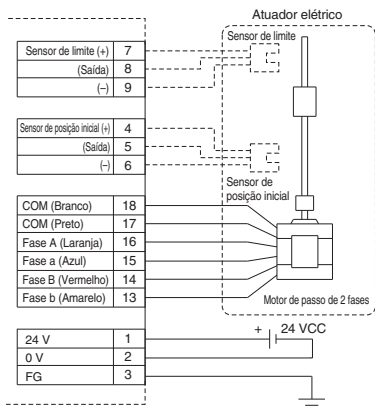 Atuador elétrico
Sensor de limite
Sensor de limite (+) 7
(Saída) 8
(–) 9
Sensor de posição inicial (+) 4
(Saída) 5
(–) 6
Sensor de
posição inicial
COM (Branco) 18
COM (Preto) 17
Fase A (Laranja) 16
Fase a (Azul) 15
Fase B (Vermelho) 14
Fase b (Amarelo) 13
Motor de passo de 2 fases
+ 24 VCC
24 V 1
0 V 2
FG 3